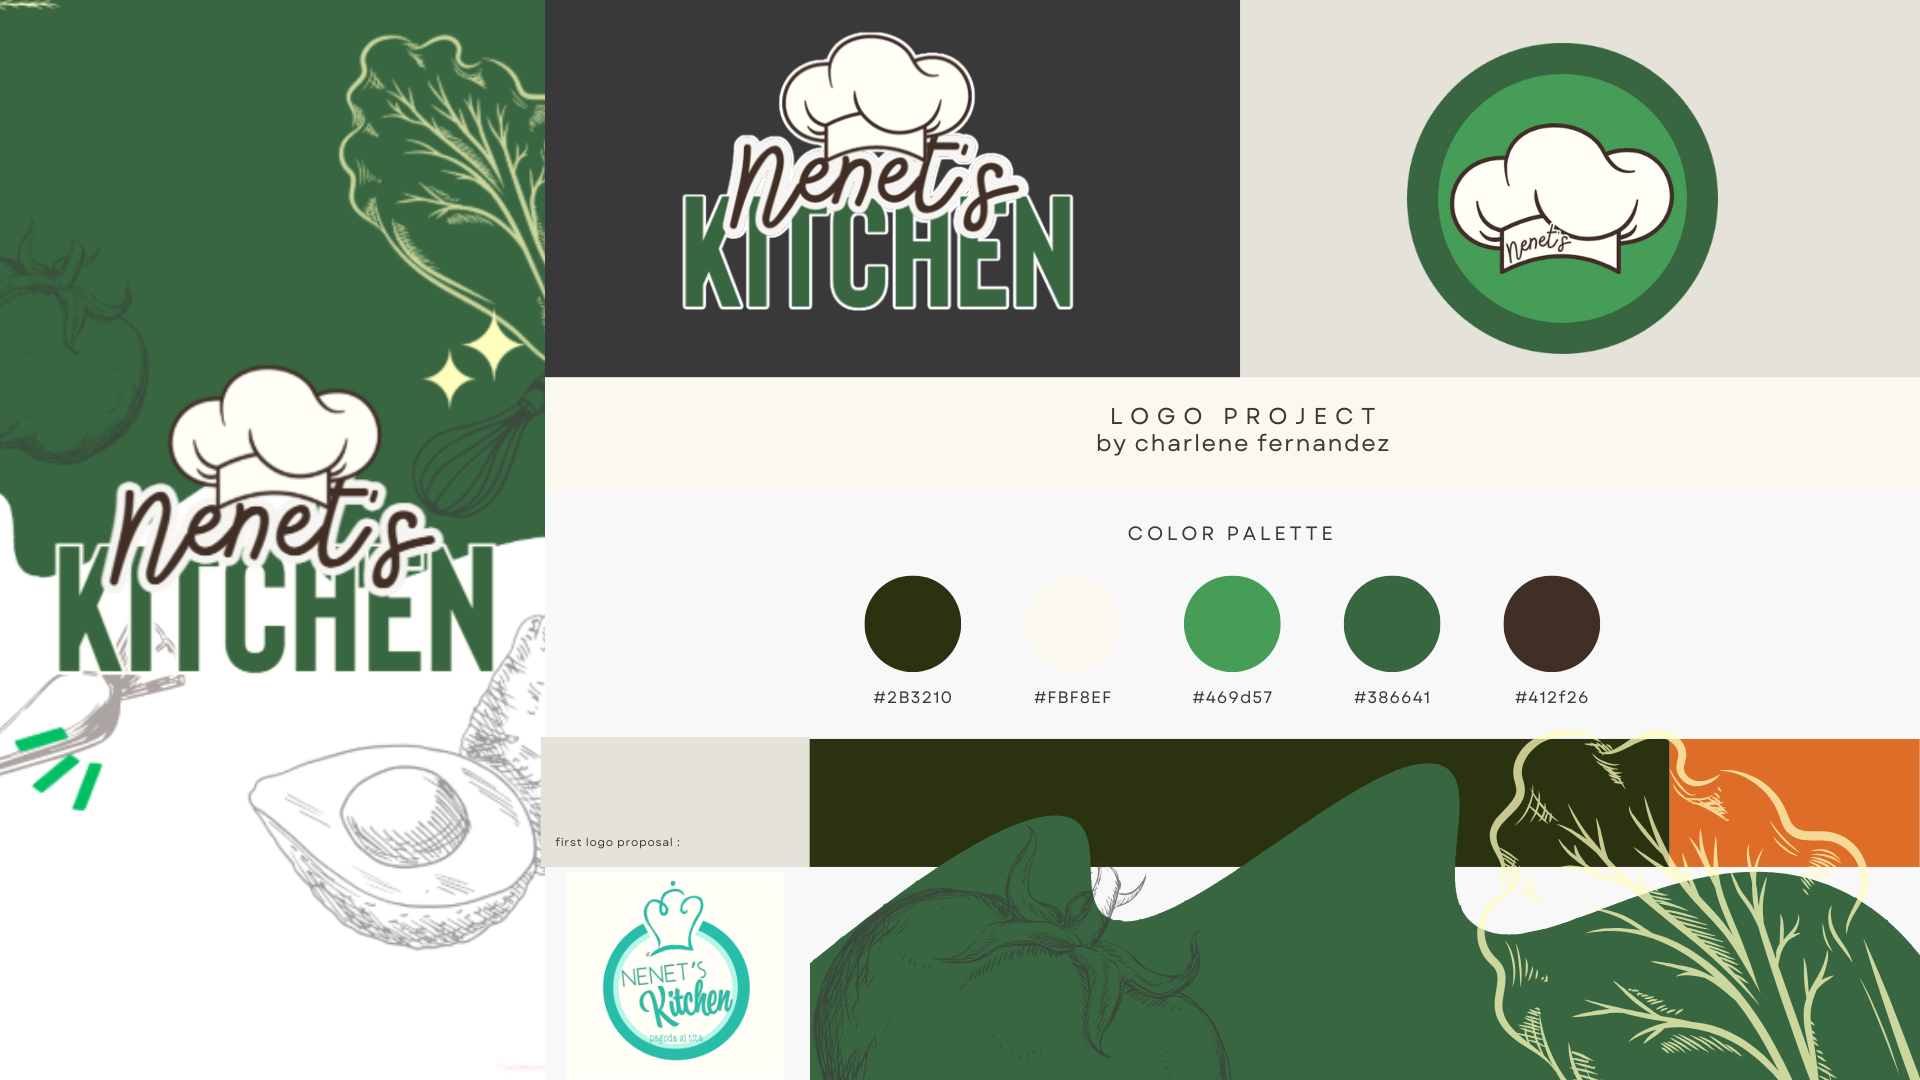 Nenet's
KITCHEN
Nenet's
KITCHEN
Nenet's
LOGO PROJECT
by charlene fernandez
COLOR PALETTE
#2B3210
#FBF8EF
#469d57
#386641
#412f26
first logo proposal :
NENET'S
Kitchen
pagoda al tita